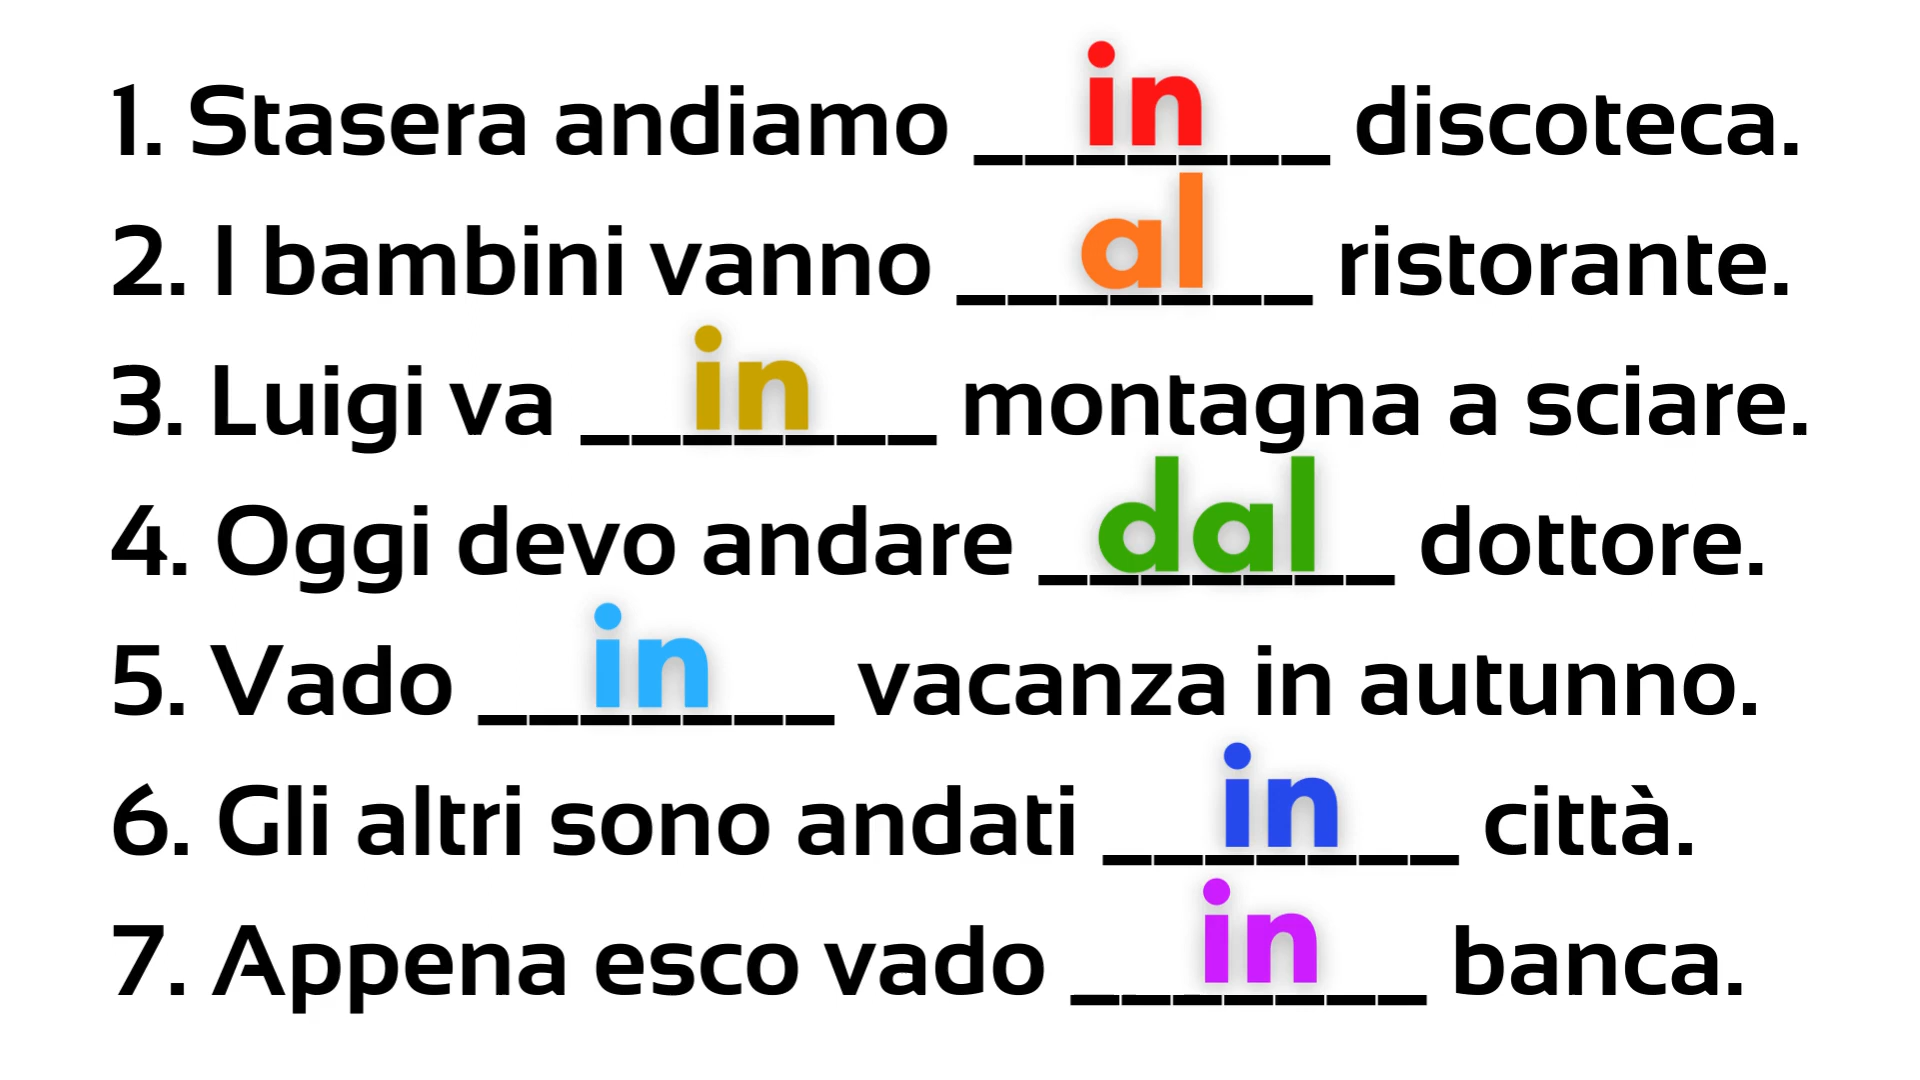 1. Stasera andiamo in discoteca.
2. I bambini vanno al ristorante.
3. Luigi va in montagna a sciare.
4. Oggi devo andare dal dottore.
5. Vado in vacanza in autunno.
6. Gli altri sono andati in città.
7. Appena esco vado in banca.